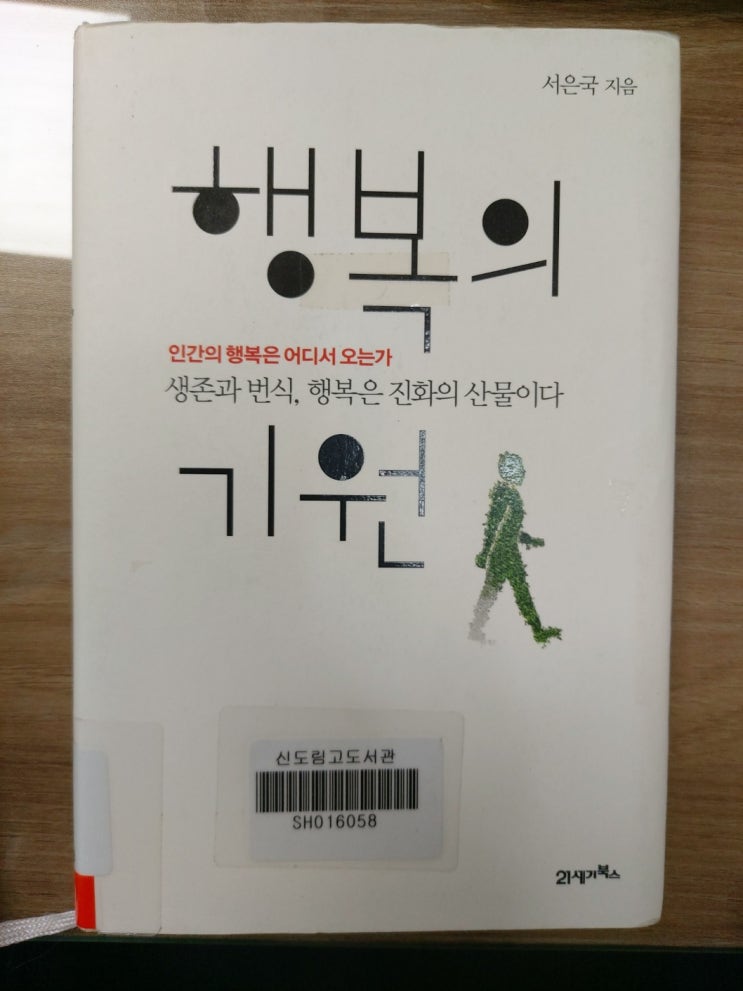 서은국 지음
행복의
인간의 행복은 어디서 오는가
생존과 번식, 행복은 진화의 산물이다
기원
신도림고도서관
SH016058
21세기북스